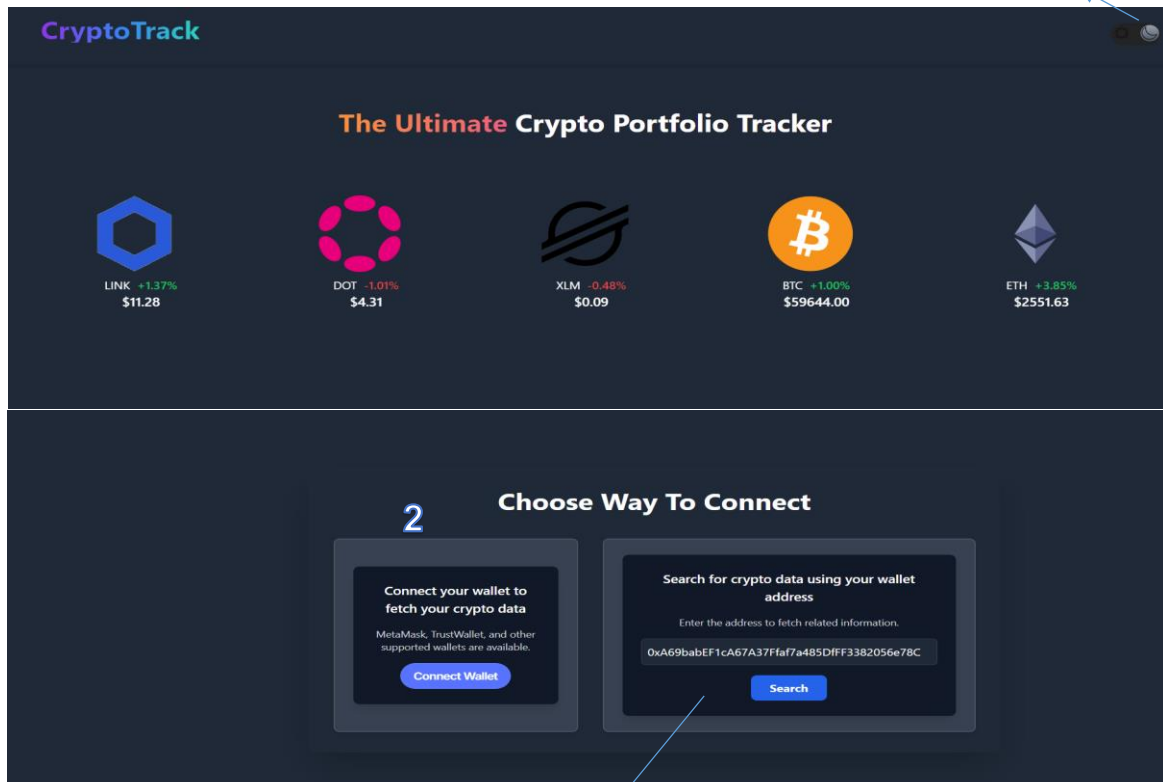 CryptoTrack
The Ultimate Crypto Portfolio Tracker
LINK +1.37%
$11.28
DOT -1.01%
$4.31
XLM -0.48%
$0.09
BTC +1.00%
$59644.00
ETH +3.85%
$2551.63
Choose Way To Connect
2
Connect your wallet to
fetch your crypto data
MetaMask, TrustWallet, and other
supported wallets are available.
Connect Wallet
Search for crypto data using your wallet
address
Enter the address to fetch related information.
0xA69babEF1cA67A37Ffaf7a485DfFF3382056e78C
Search